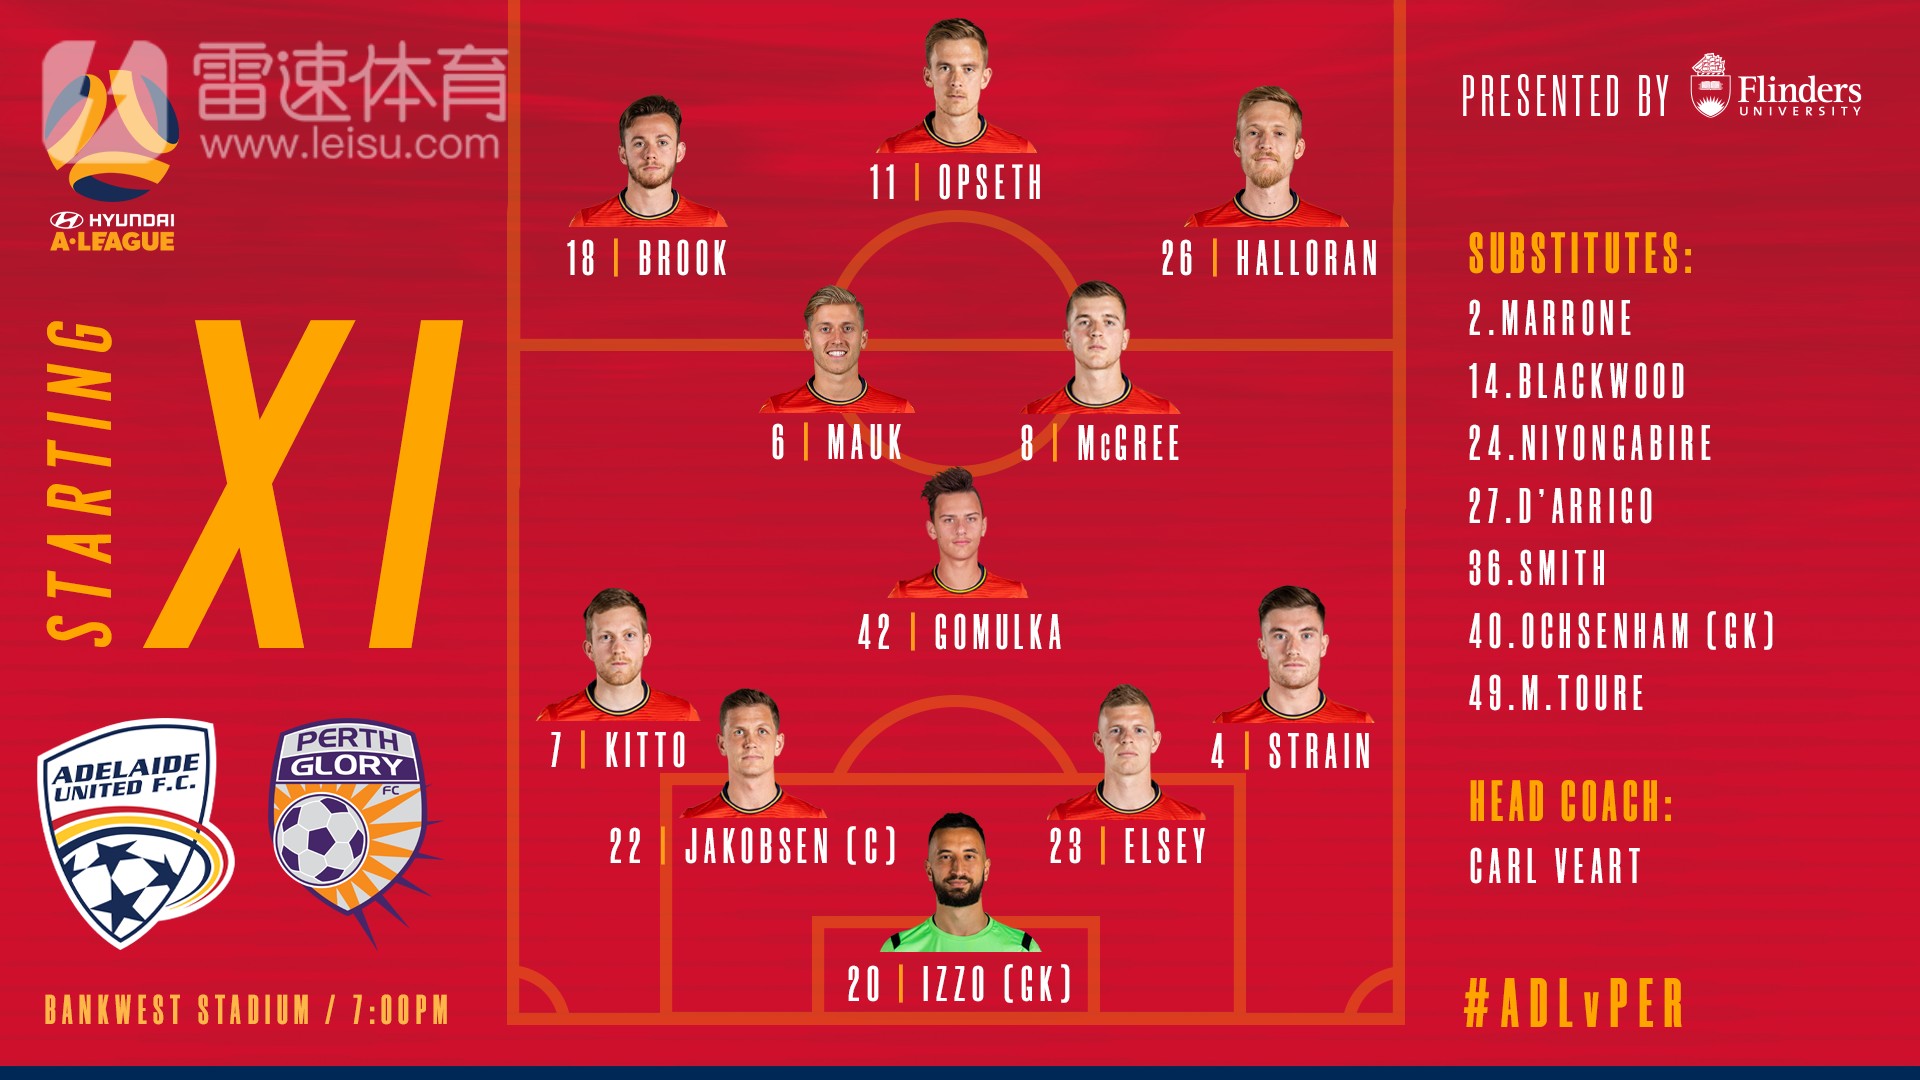 雷速体育
www.leisu.com
HYUNDAI
A-LEAGUE
STARTING
XI
ADELAIDE
UNITED F.C.
PERTH
GLORY
FC
BANKWEST STADIUM / 7:00PM
11 | OPSETH
18 | BROOK
26 | HALLORAN
6 | MAUK
8 | McGREE
42 | GOMULKA
7 | KITTO
4 | STRAIN
22 | JAKOBSEN (C)
23 | ELSEY
20 | IZZO (GK)
PRESENTED BY
Flinders
UNIVERSITY
SUBSTITUTES:
2.MARRONE
14.BLACKWOOD
24.NIYONGABIRE
27.D'ARRIGO
36.SMITH
40.OCHSENHAM (GK)
49.M.TOURE
HEAD COACH:
CARL VEART
#ADLvPER